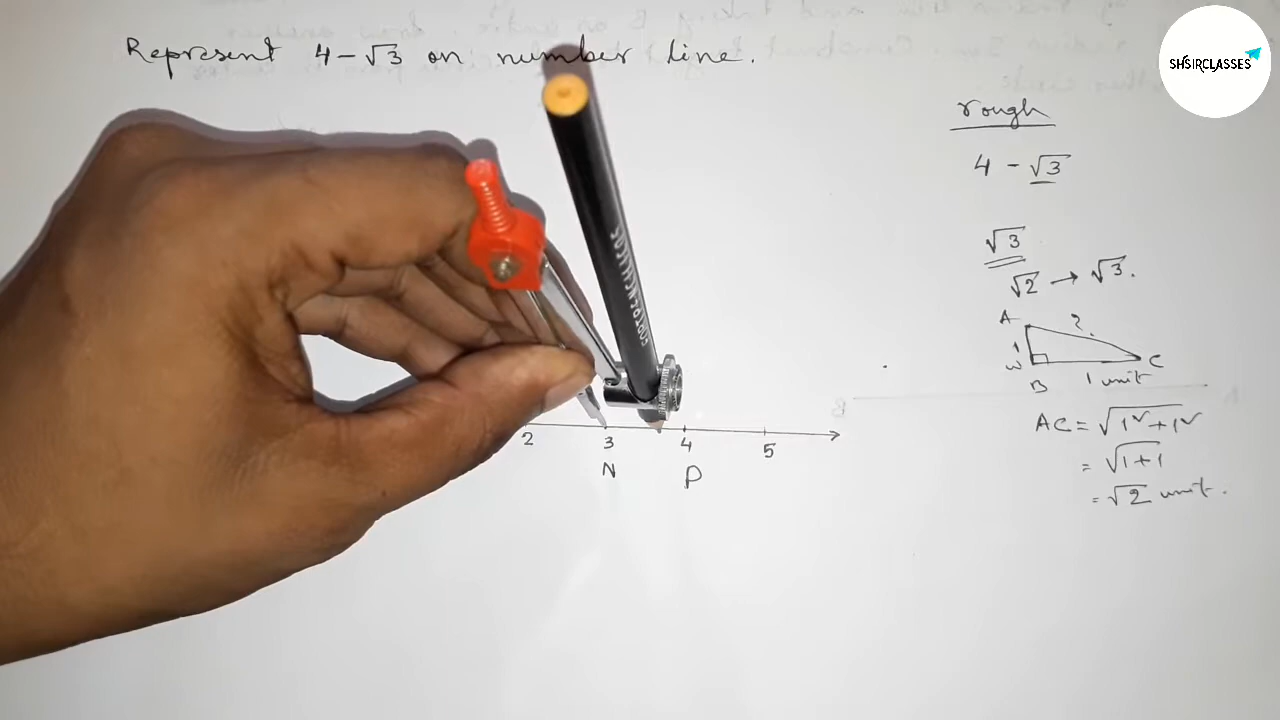 Represent 4-√3 on number line.
SHSIRCLASSES
rough
4 - √3
√3
√2 → √3.
A
?
1
B
C
1 unit
AC = √1²+1²
= √1+1
= √2 unit.
2 3 4 5
N P